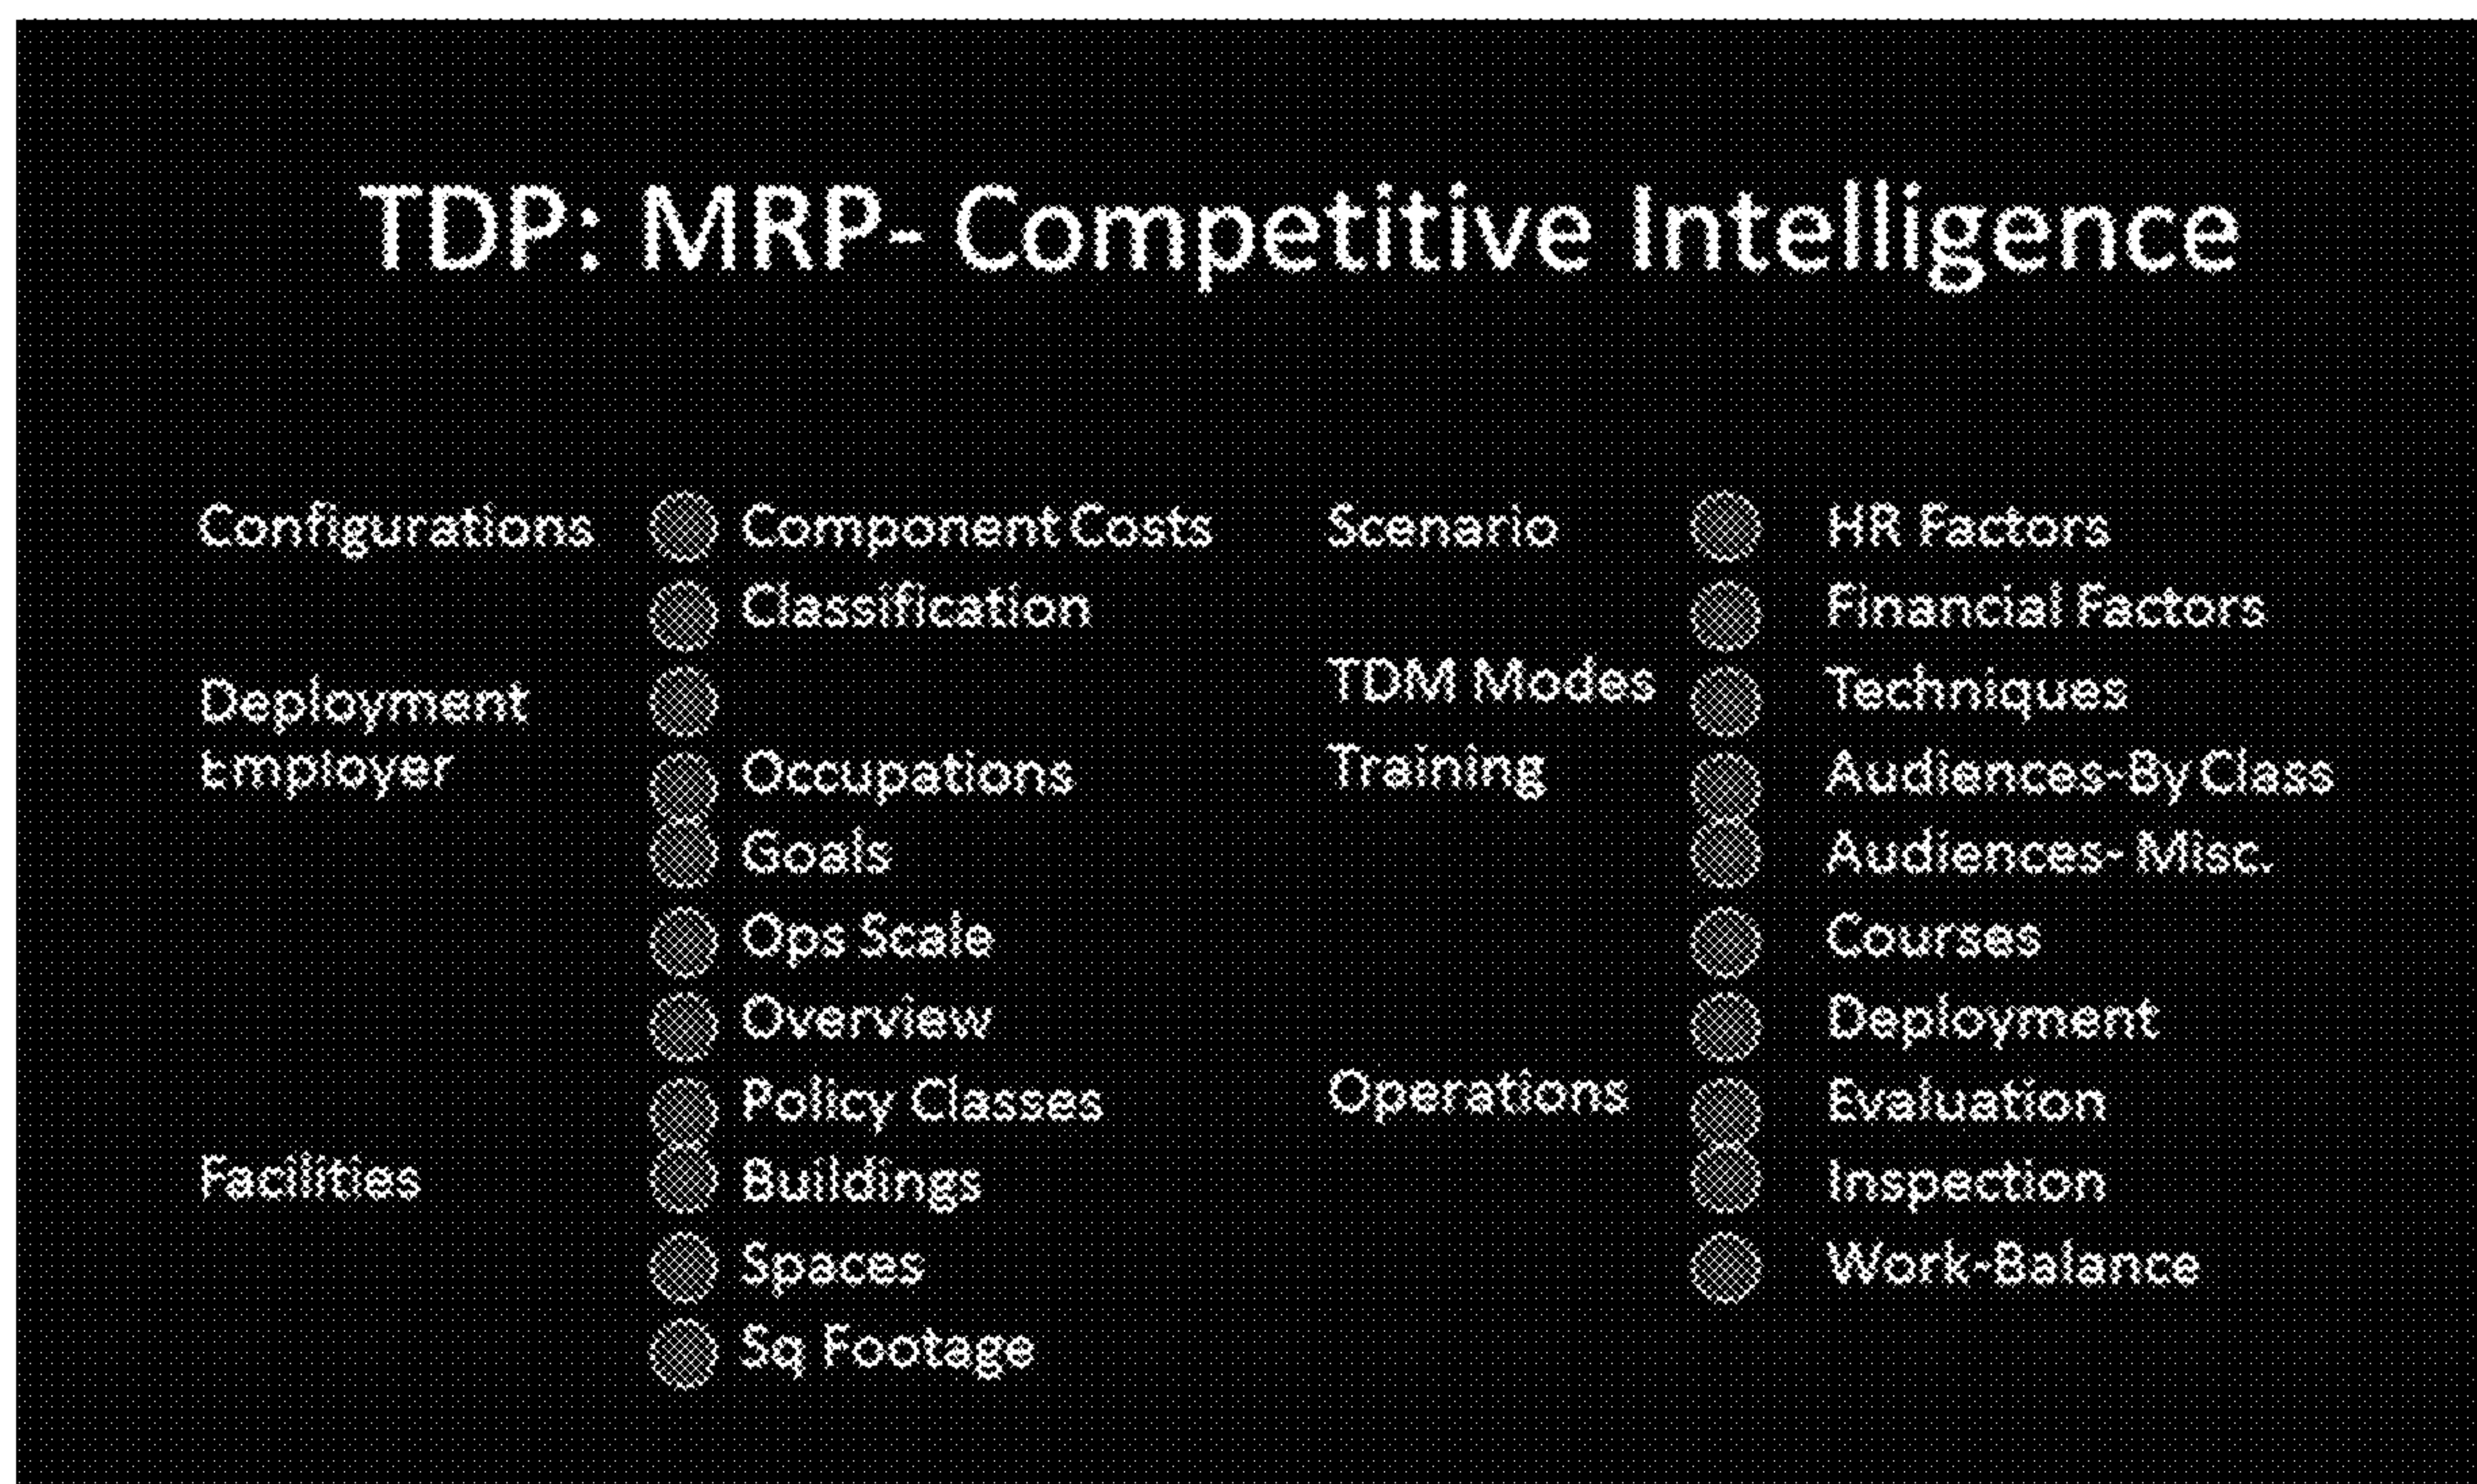 TDP: MRP- Competitive Intelligence
Configurations
Component Costs
Classification
Deployment
Employer
Occupations
Goals
Ops Scale
Overview
Policy Classes
Facilities
Buildings
Spaces
Sq Footage
Scenario
HR Factors
Financial Factors
TDM Modes
Techniques
Training
Audiences-By Class
Audiences- Misc.
Courses
Deployment
Operations
Evaluation
Inspection
Work-Balance